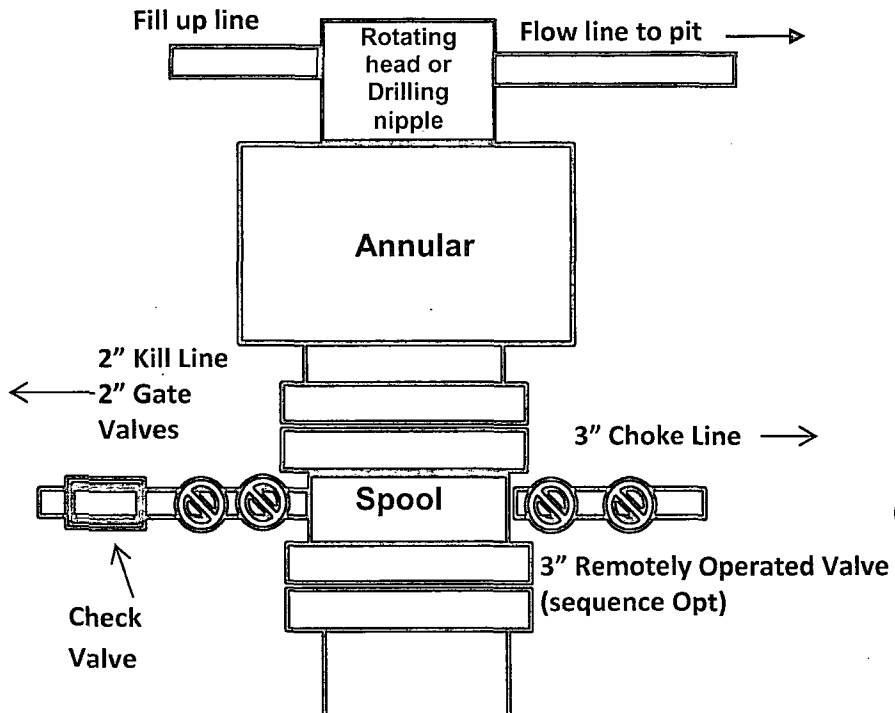 Fill up line
Rotating
head or
Drilling
nipple
Flow line to pit
Annular
2” Kill Line
2” Gate
Valves
3” Choke Line
Spool
3” Remotely Operated Valve
(sequence Opt)
Check
Valve